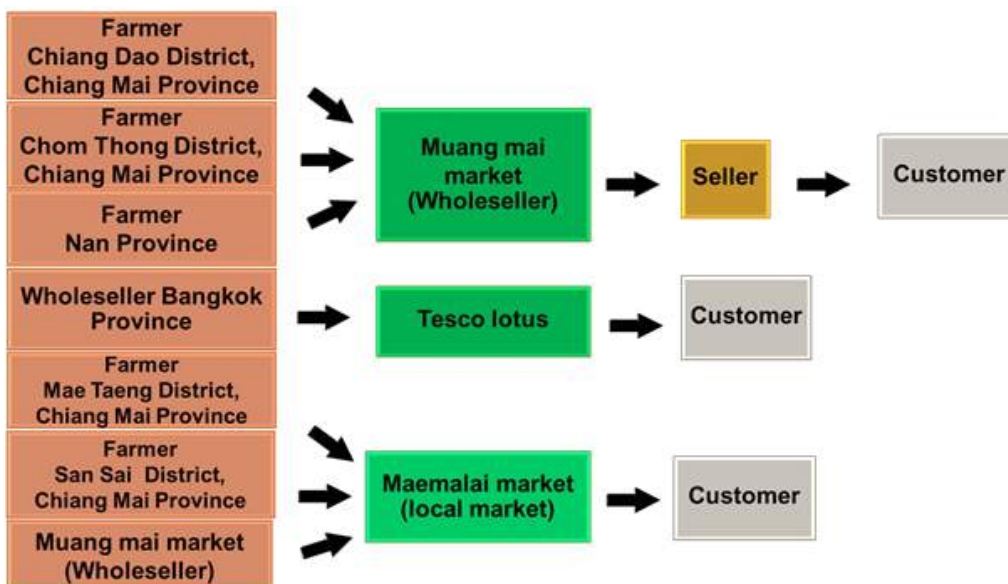 Farmer
Chiang Dao District,
Chiang Mai Province
Farmer
Chom Thong District,
Chiang Mai Province
Farmer
Nan Province
Wholeseller Bangkok
Province
Farmer
Mae Taeng District,
Chiang Mai Province
Farmer
San Sai District,
Chiang Mai Province
Muang mai market
(Wholeseller)
Muang mai
market
(Wholeseller)
Seller
Customer
Tesco lotus
Customer
Maemalai market
(local market)
Customer